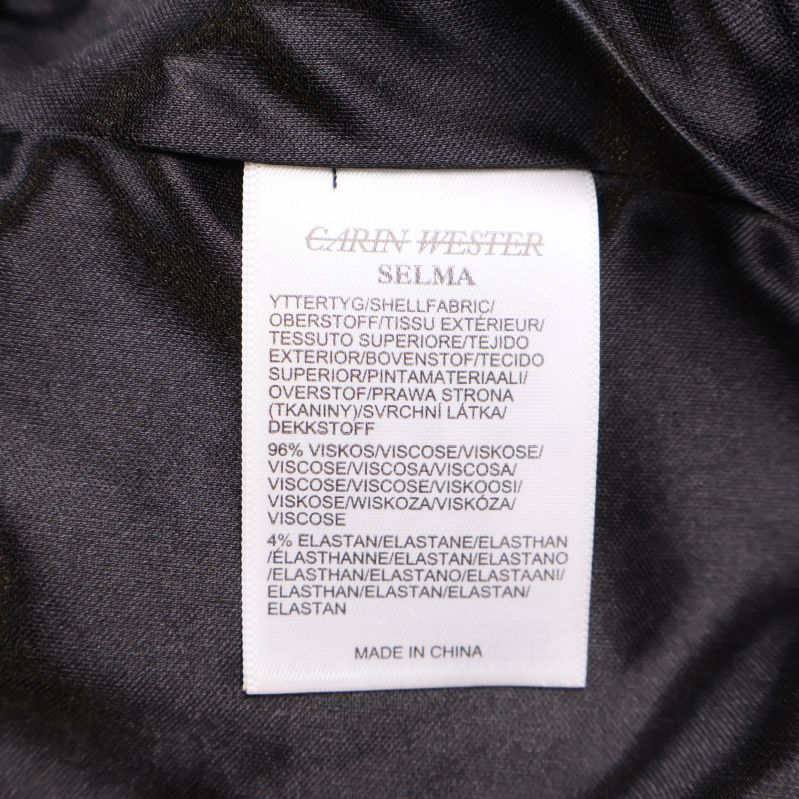 CARIN WESTER
SELMA
YTTERTYG/SHELLFABRIC/
OBERSTOFF/TISSU EXTÉRIEUR/
TESSUTO SUPERIORE/TEJIDO
EXTERIOR/BOVENSTOF/TECIDO
SUPERIOR/PINTAMATERIAALI/
OVERSTOF/PRAWA STRONA
(TKANINY)/SVRCHNÍ LÁTKA/
DEKKSTOFF
96% VISKOS/VISCOSE/VISKOSE/
VISCOSE/VISCOSA/VISCOSA/
VISCOSE/VISCOSE/VISKOOSI/
VISKOSE/WISKOZA/VISKÓZA/
VISCOSE
4% ELASTAN/ELASTANE/ELASTHAN
/ÉLASTHANNE/ELASTAN/ELASTANO
/ELASTHAN/ELASTANO/ELASTAANI/
ELASTHAN/ELASTAN/ELASTAN/
ELASTAN
MADE IN CHINA